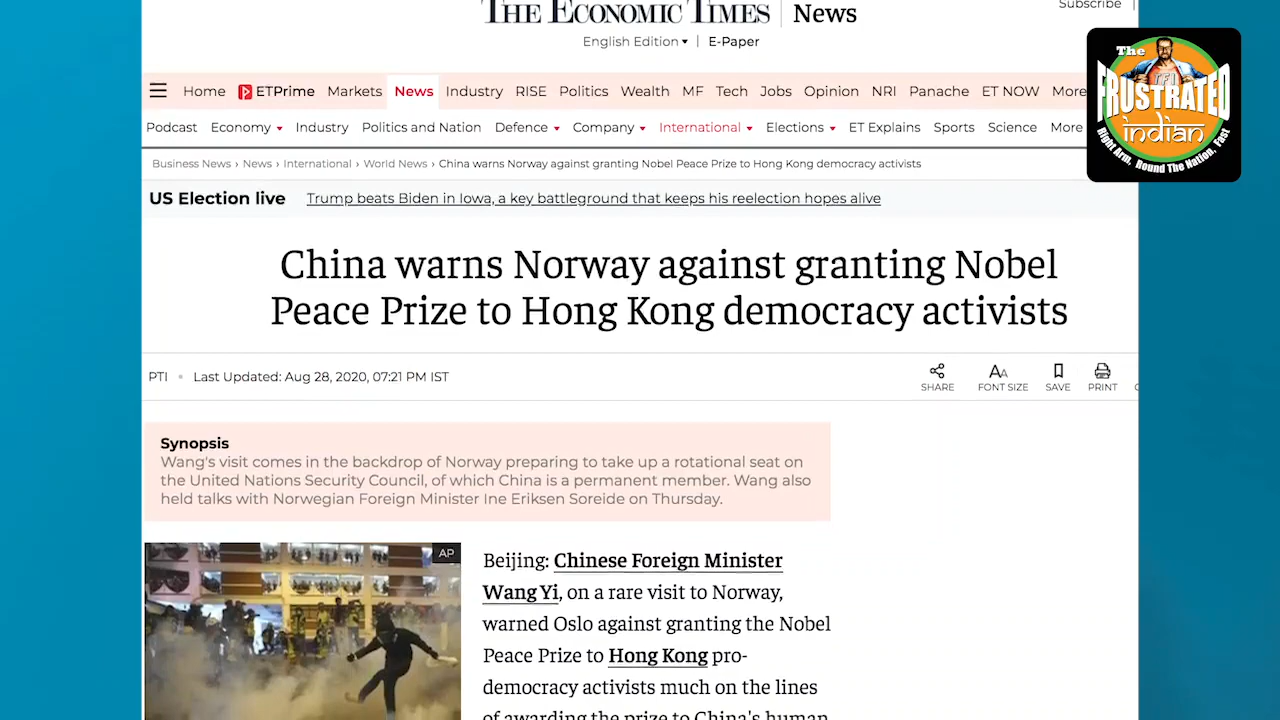 THE ECONOMIC TIMES News
Subscribe
English Edition E-Paper
Home ETPrime Markets News Industry RISE Politics Wealth MF Tech Jobs Opinion NRI Panache ET NOW More
Podcast Economy Industry Politics and Nation Defence Company International Elections ET Explains Sports Science More
Business News › News › International › World News › China warns Norway against granting Nobel Peace Prize to Hong Kong democracy activists
US Election live Trump beats Biden in Iowa, a key battleground that keeps his reelection hopes alive
China warns Norway against granting Nobel
Peace Prize to Hong Kong democracy activists
PTI • Last Updated: Aug 28, 2020, 07:21 PM IST
SHARE FONT SIZE SAVE PRINT
Synopsis
Wang's visit comes in the backdrop of Norway preparing to take up a rotational seat on
the United Nations Security Council, of which China is a permanent member. Wang also
held talks with Norwegian Foreign Minister Ine Eriksen Soreide on Thursday.
AP
Beijing: Chinese Foreign Minister
Wang Yi, on a rare visit to Norway,
warned Oslo against granting the Nobel
Peace Prize to Hong Kong pro-
democracy activists much on the lines
of awarding the prize to China's human
The
TFI
FRUSTRATED
indian
Right Arm, Round The Nation, Fast